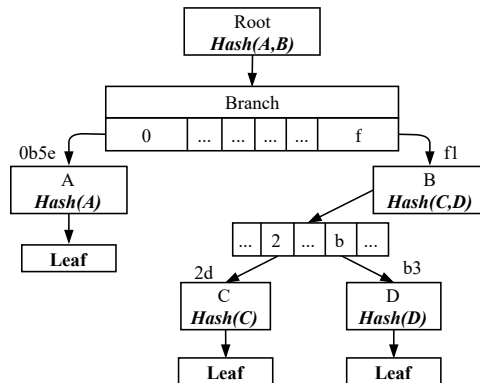 Root
Hash(A,B)
Branch
0 ... ... ... ... f
0b5e
f1
A
Hash(A)
B
Hash(C,D)
Leaf
... 2 ... b ...
2d
b3
C
Hash(C)
D
Hash(D)
Leaf
Leaf